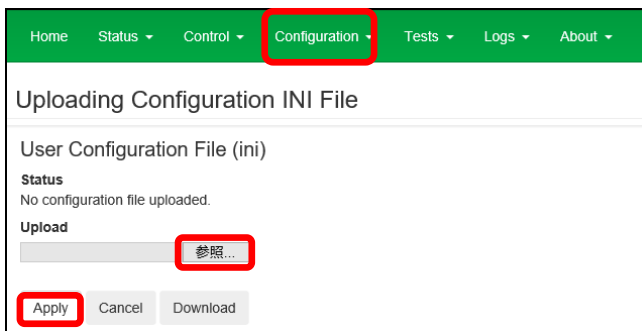 Home Status Control Configuration Tests Logs About
Uploading Configuration INI File
User Configuration File (ini)
Status
No configuration file uploaded.
Upload
参照...
Apply Cancel Download